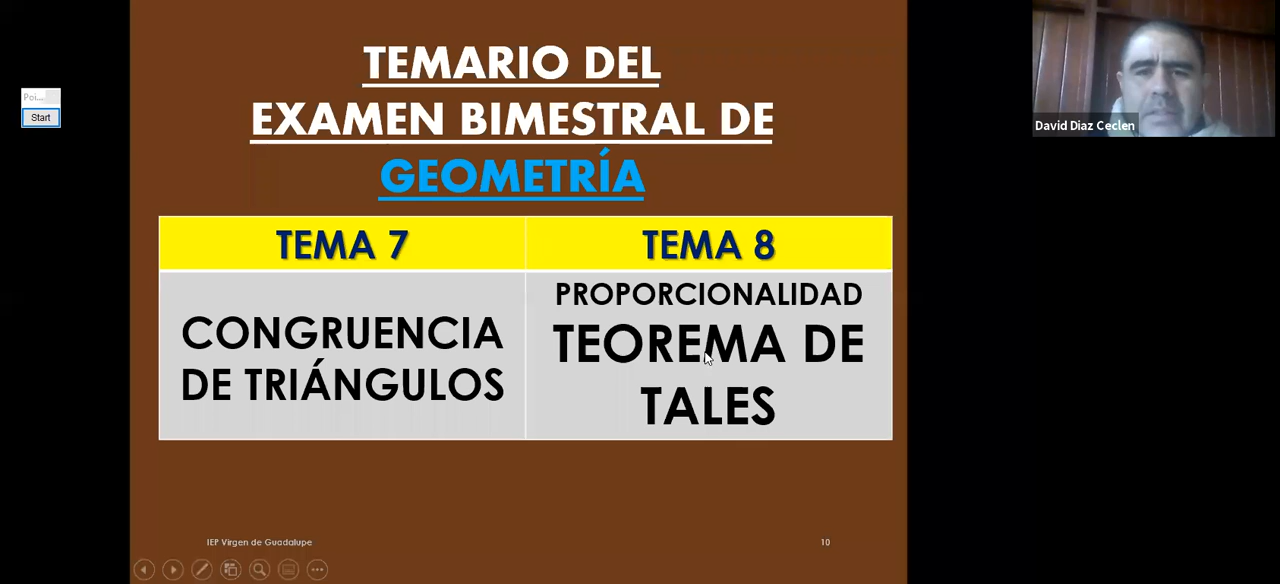 TEMARIO DEL
EXAMEN BIMESTRAL DE
GEOMETRÍA
TEMA 7
TEMA 8
CONGRUENCIA
DE TRIÁNGULOS
PROPORCIONALIDAD
TEOREMA DE
TALES
IEP Virgen de Guadalupe
10
Poi...
Start
David Diaz Ceclen